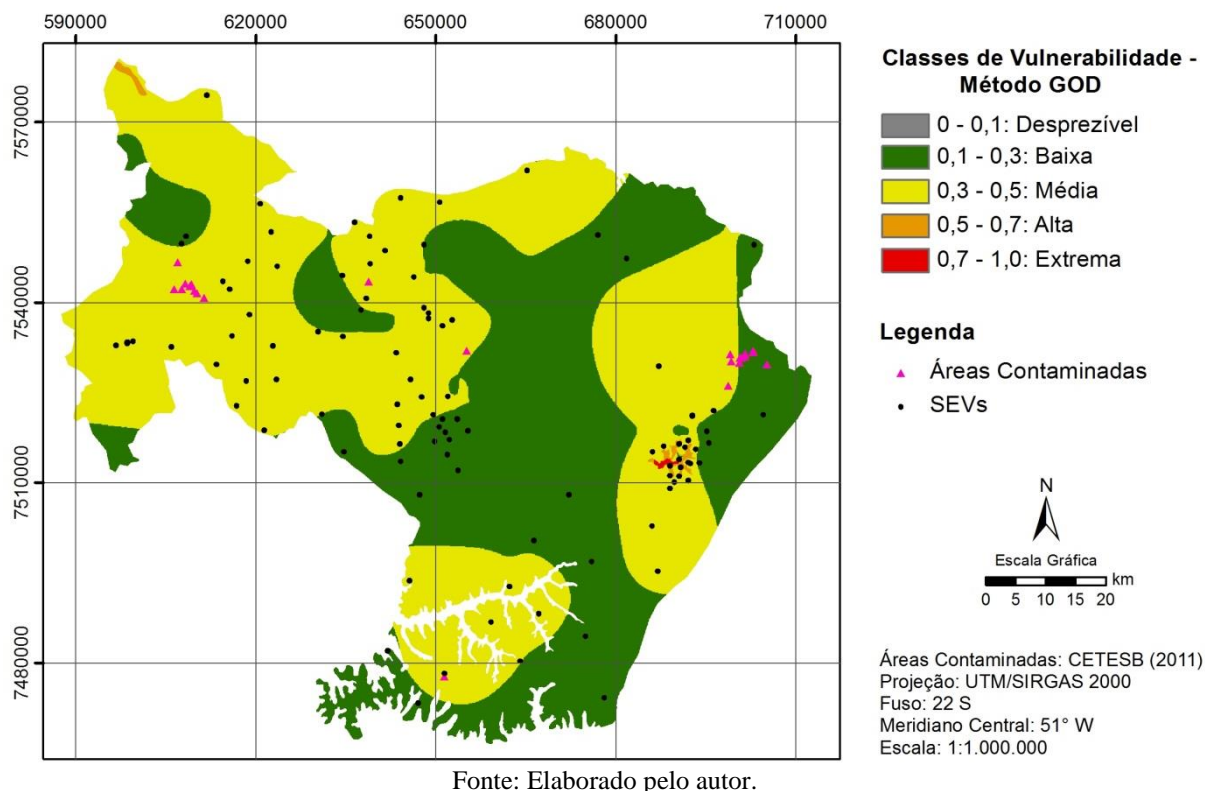 590000 620000 650000 680000 710000
7570000
7540000
7510000
7480000
Classes de Vulnerabilidade -
Método GOD
0 - 0,1: Desprezível
0,1 - 0,3: Baixa
0,3 - 0,5: Média
0,5 - 0,7: Alta
0,7 - 1,0: Extrema
Legenda
Áreas Contaminadas
SEVs
N
Escala Gráfica
km
0 5 10 15 20
Áreas Contaminadas: CETESB (2011)
Projeção: UTM/SIRGAS 2000
Fuso: 22 S
Meridiano Central: 51° W
Escala: 1:1.000.000
Fonte: Elaborado pelo autor.